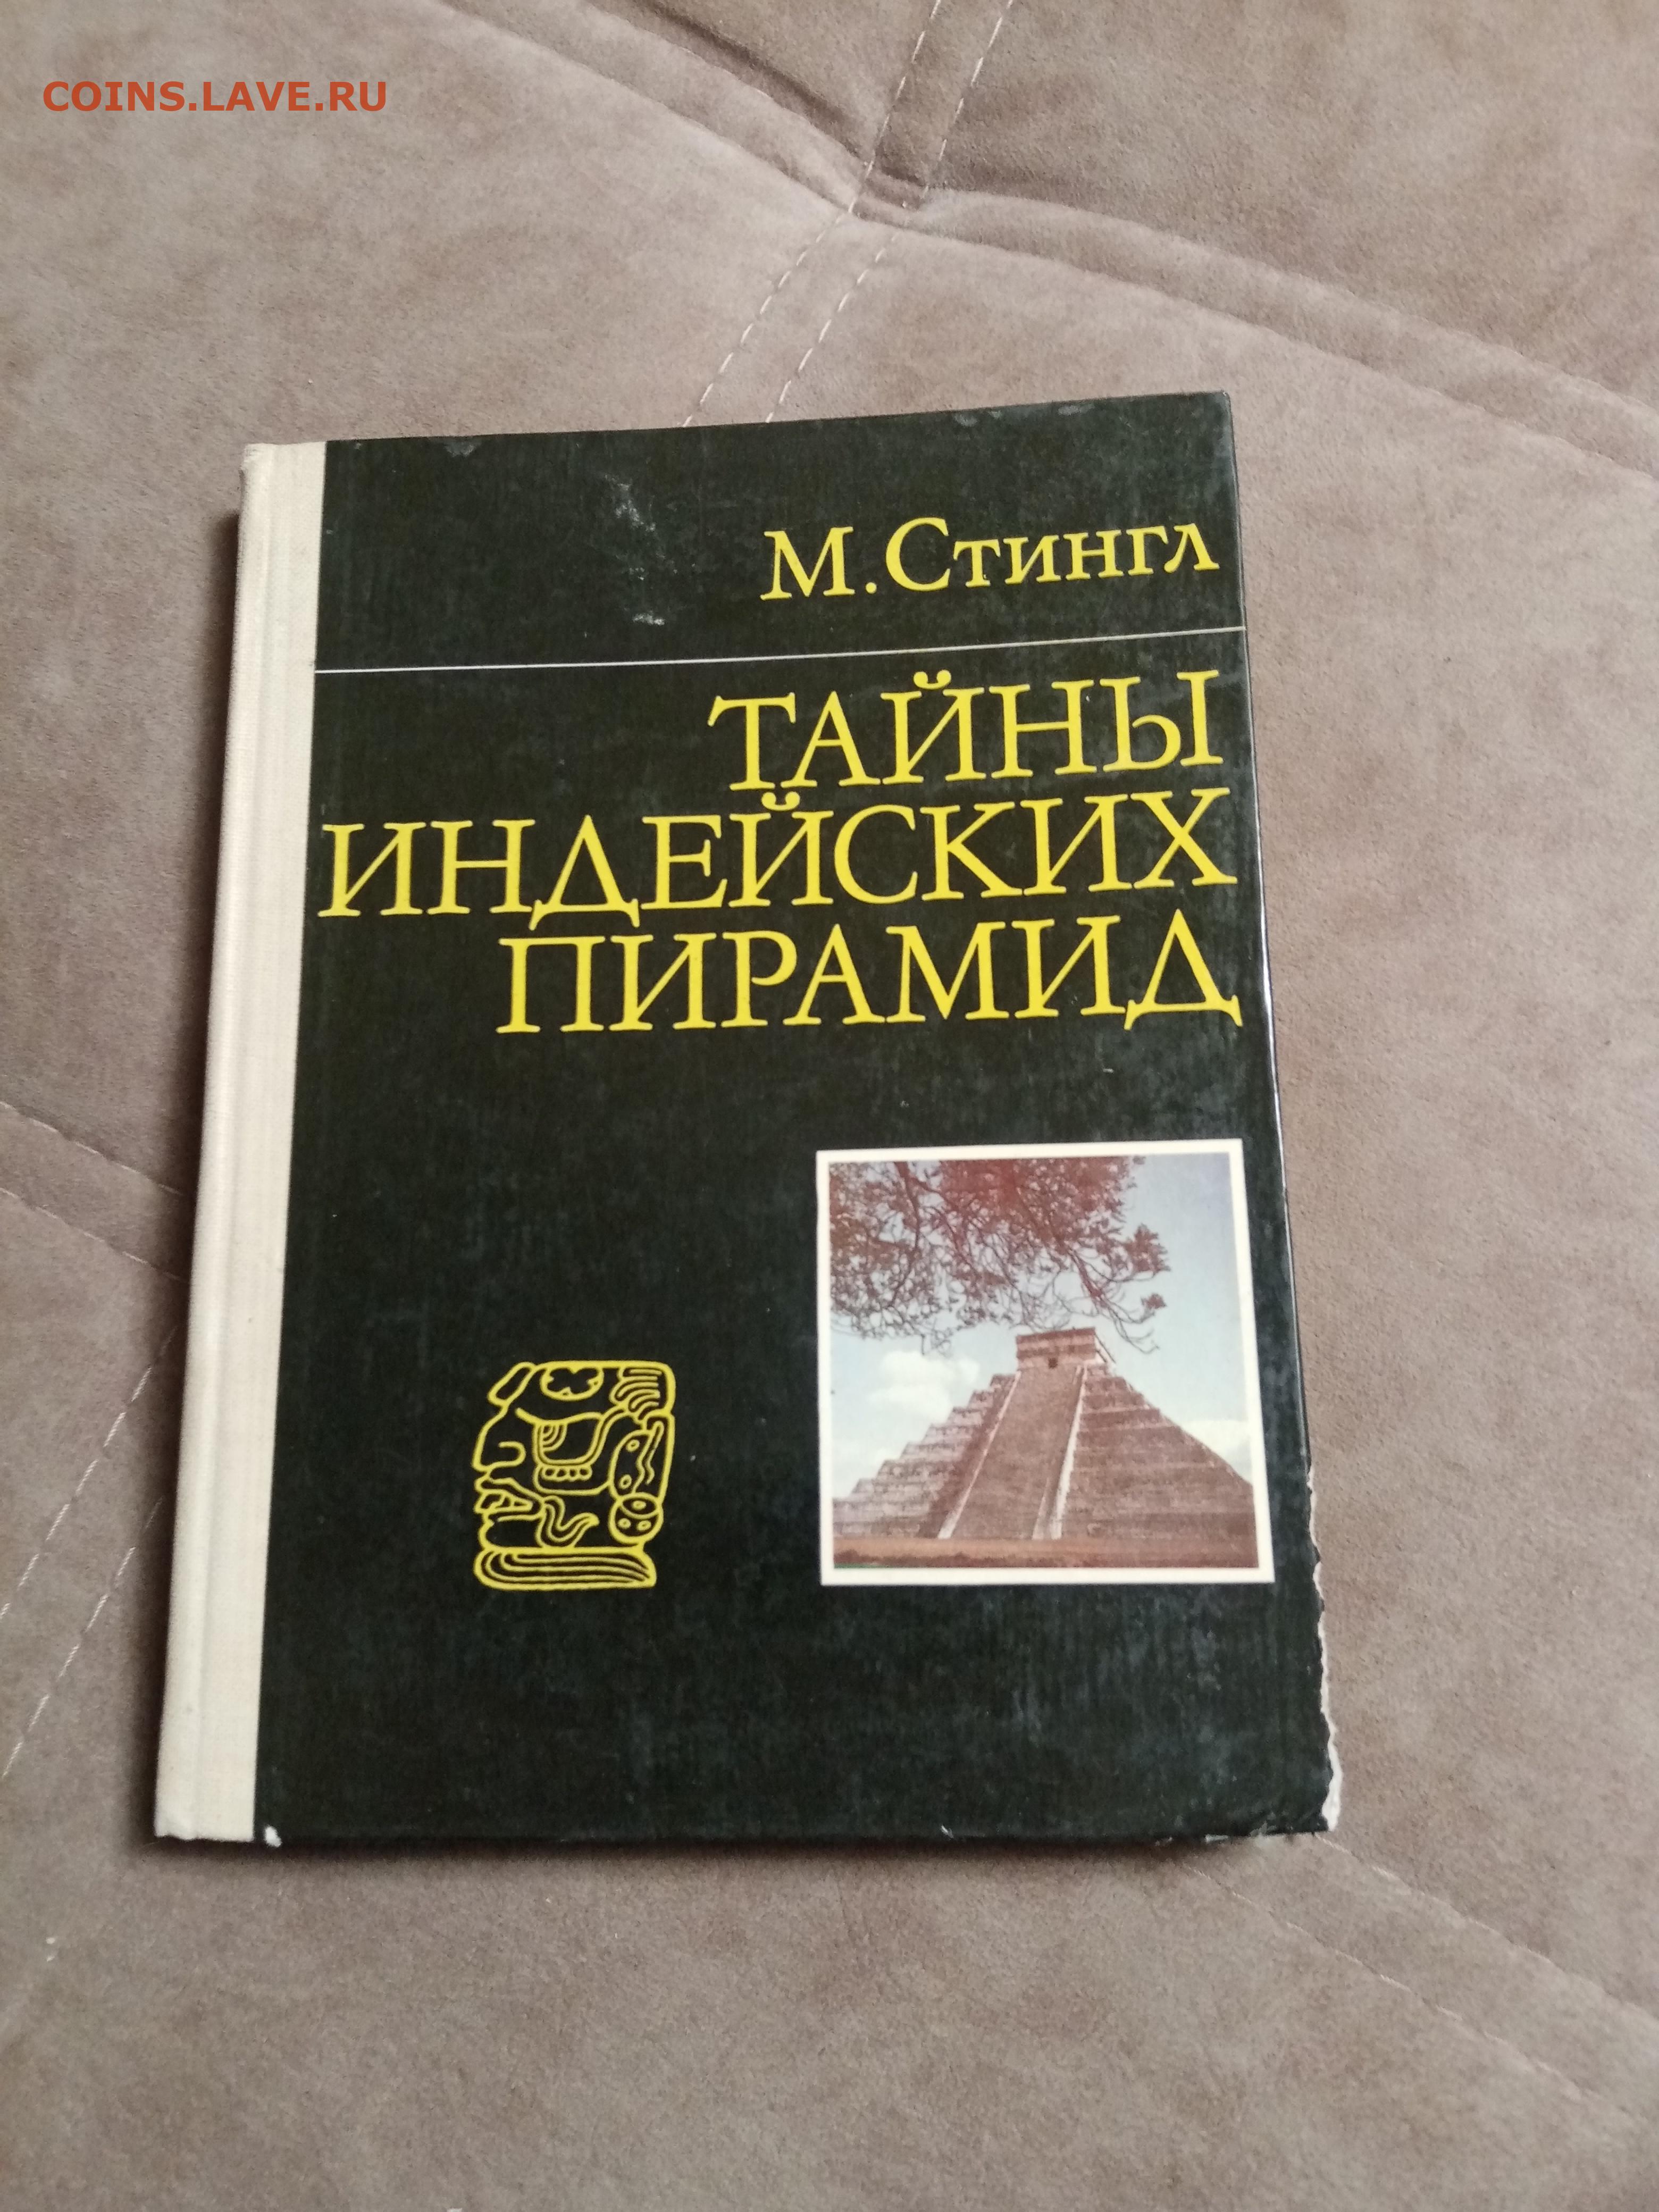 COINS.LAVE.RU
М. Стингл
ТАЙНЫ
ИНДЕЙСКИХ
ПИРАМИД